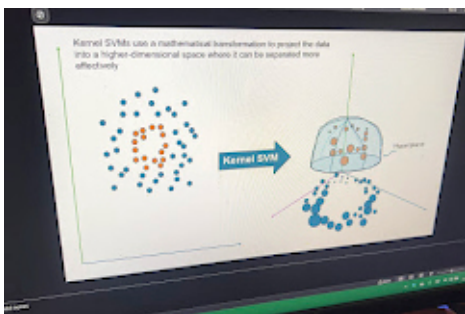 Kernel SVMs use a mathematical transformation to project the data
into a higher-dimensional space where it can be separated more
effectively
Kernel SVM